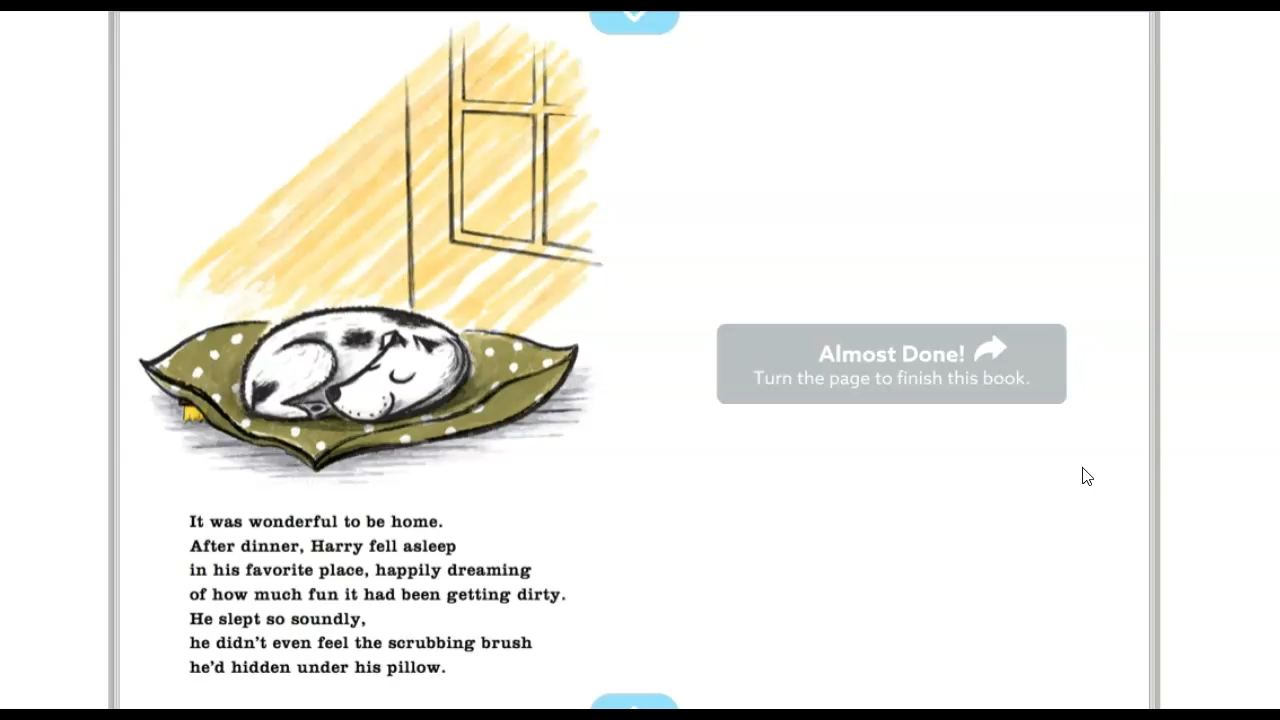 It was wonderful to be home.
After dinner, Harry fell asleep
in his favorite place, happily dreaming
of how much fun it had been getting dirty.
He slept so soundly,
he didn't even feel the scrubbing brush
he'd hidden under his pillow.
Almost Done!
Turn the page to finish this book.